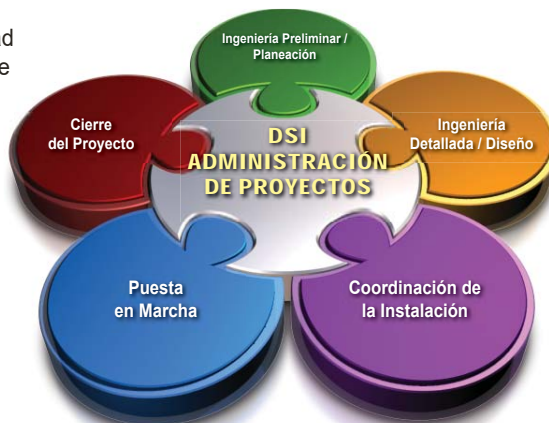 ad
e
Ingeniería Preliminar /
Planeación
Cierre
del Proyecto
DSI
ADMINISTRACIÓN
DE PROYECTOS
Ingeniería
Detallada / Diseño
Puesta
en Marcha
Coordinación de
la Instalación